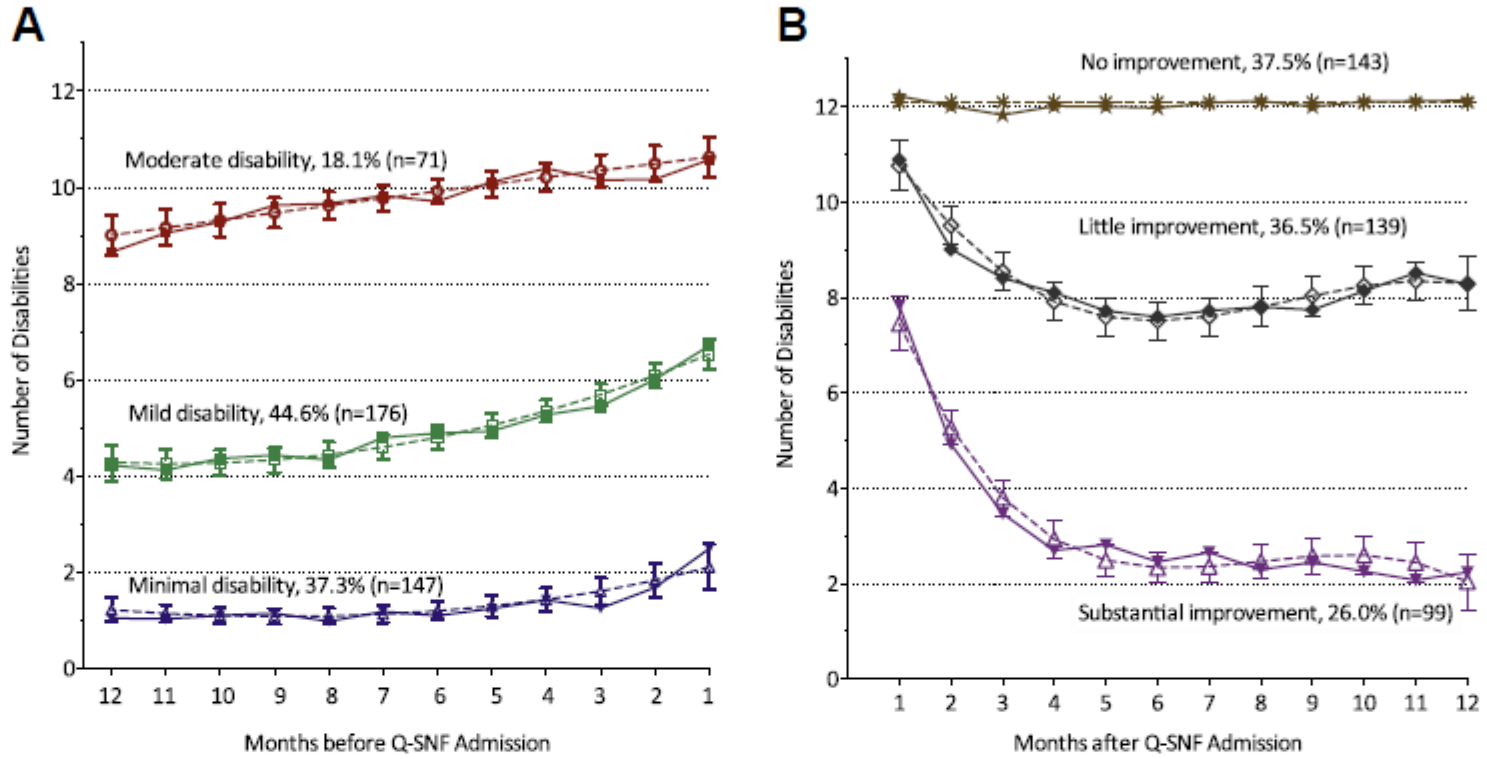 A
Number of Disabilities
12
10
8
6
4
2
0
Moderate disability, 18.1% (n=71)
Mild disability, 44.6% (n=176)
Minimal disability, 37.3% (n=147)
12 11 10 9 8 7 6 5 4 3 2 1
Months before Q-SNF Admission
B
Number of Disabilities
12
10
8
6
4
2
0
No improvement, 37.5% (n=143)
Little improvement, 36.5% (n=139)
Substantial improvement, 26.0% (n=99)
1 2 3 4 5 6 7 8 9 10 11 12
Months after Q-SNF Admission